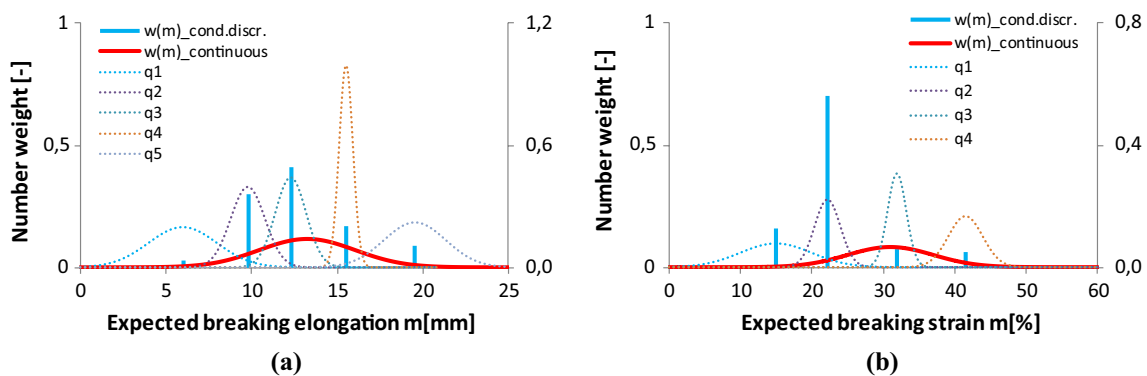 Number weight [-]
1
0,5
0
w(m)_cond.discr.
w(m)_continuous
q1
q2
q3
q4
q5
1,2
0,6
0,0
0 5 10 15 20 25
Expected breaking elongation m[mm]
(a)
Number weight [-]
1
0,5
0
w(m)_cond.discr.
w(m)_continuous
q1
q2
q3
q4
0,8
0,4
0,0
0 10 20 30 40 50 60
Expected breaking strain m[%]
(b)